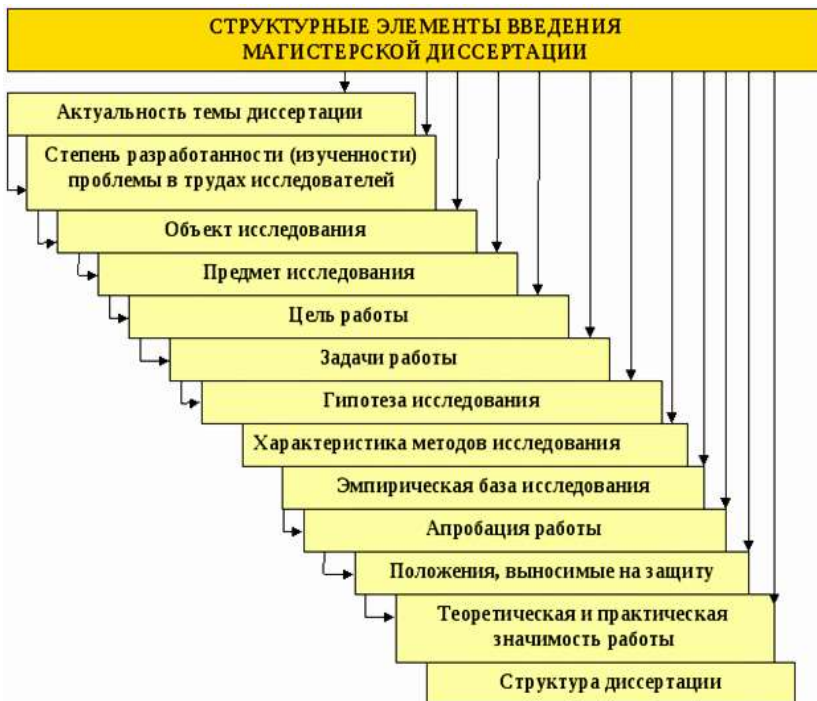 СТРУКТУРНЫЕ ЭЛЕМЕНТЫ ВВЕДЕНИЯ
МАГИСТЕРСКОЙ ДИССЕРТАЦИИ
Актуальность темы диссертации
Степень разработанности (изученности)
проблемы в трудах исследователей
Объект исследования
Предмет исследования
Цель работы
Задачи работы
Гипотеза исследования
Характеристика методов исследования
Эмпирическая база исследования
Апробация работы
Положения, выносимые на защиту
Теоретическая и практическая
значимость работы
Структура диссертации